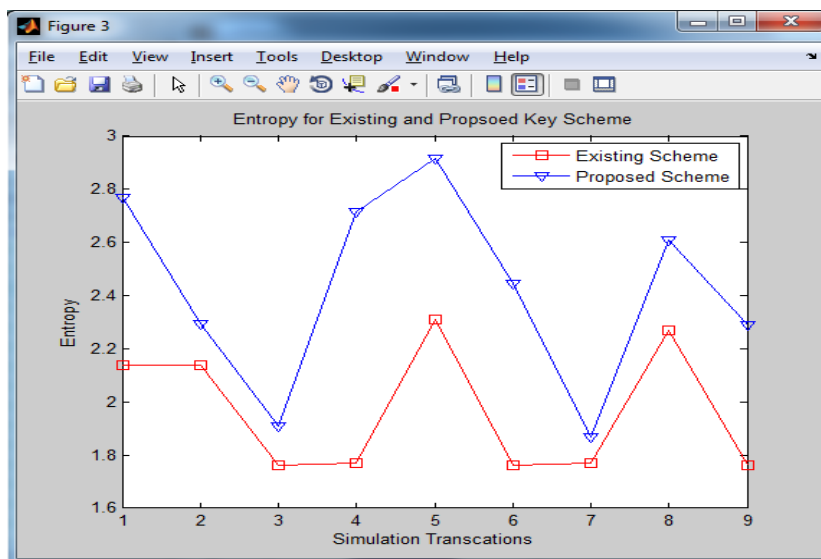 Figure 3
File Edit View Insert Tools Desktop Window Help
Entropy for Existing and Propsoed Key Scheme
Existing Scheme
Proposed Scheme
3
2.8
2.6
2.4
2.2
2
1.8
1.6
Entropy
1 2 3 4 5 6 7 8 9
Simulation Transcations